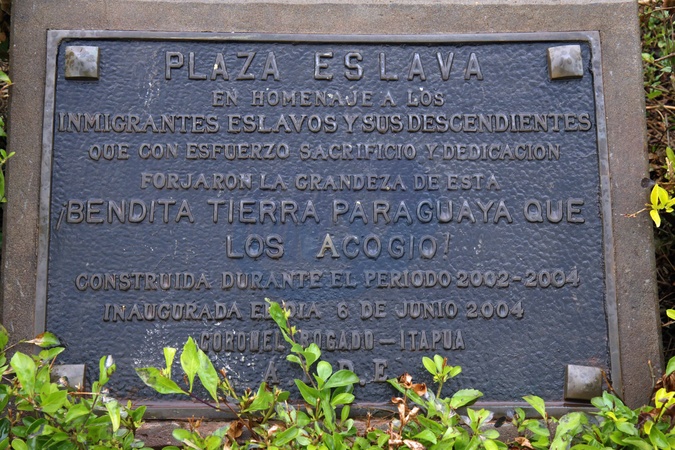 PLAZA ESLAVA
EN HOMENAJE A LOS
INMIGRANTES ESLAVOS Y SUS DESCENDIENTES
QUE CON ESFUERZO SACRIFICIO Y DEDICACION
FORJARON LA GRANDEZA DE ESTA
¡BENDITA TIERRA PARAGUAYA QUE
LOS ACOGIO!
CONSTRUIDA DURANTE EL PERIODO 2002-2004
INAUGURADA EL DIA 6 DE JUNIO 2004
CORONEL BOGADO - ITAPUA